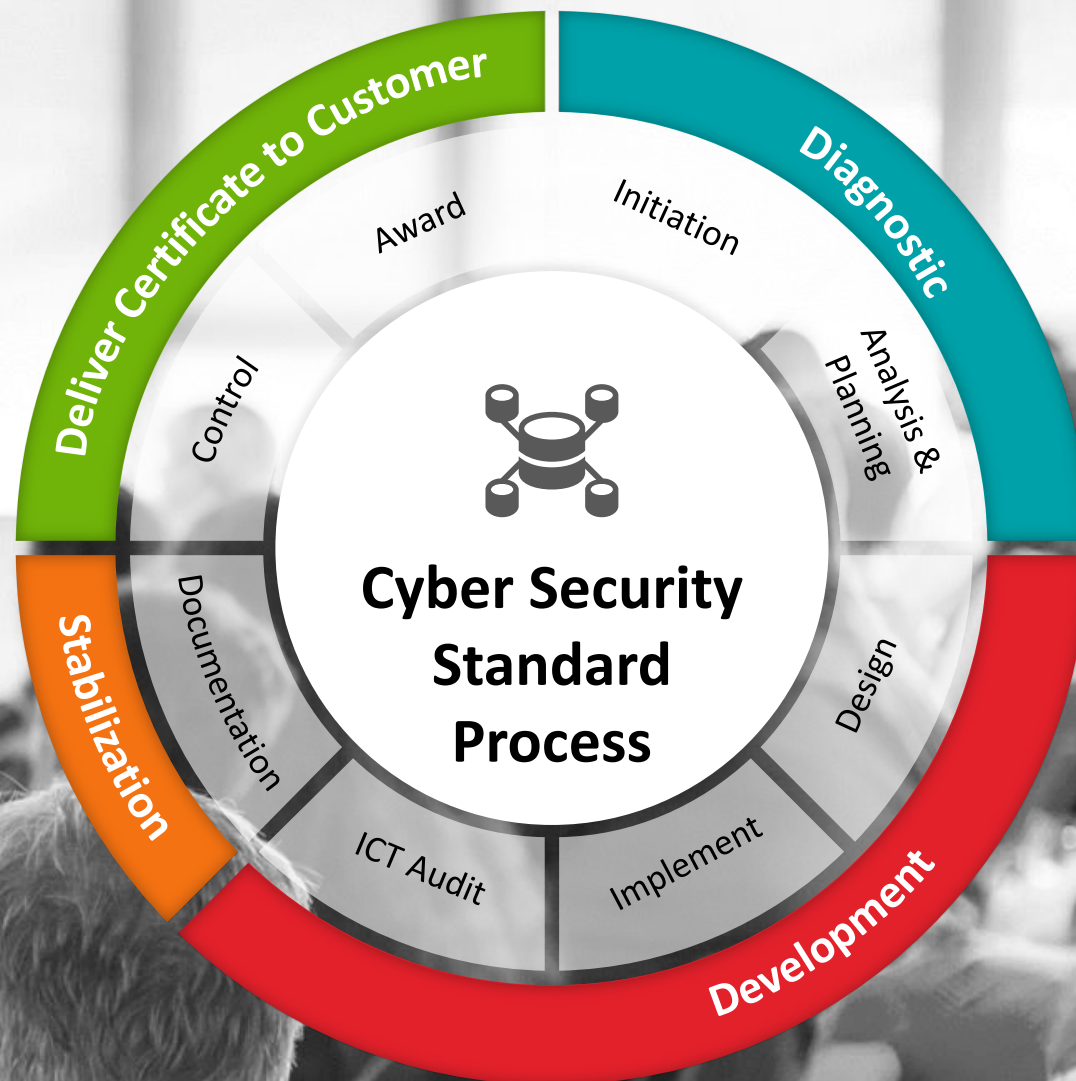 Cyber Security
Standard
Process
Diagnostic
Initiation
Analysis &
Planning
Development
Design
Implement
ICT Audit
Stabilization
Documentation
Deliver Certificate to Customer
Control
Award